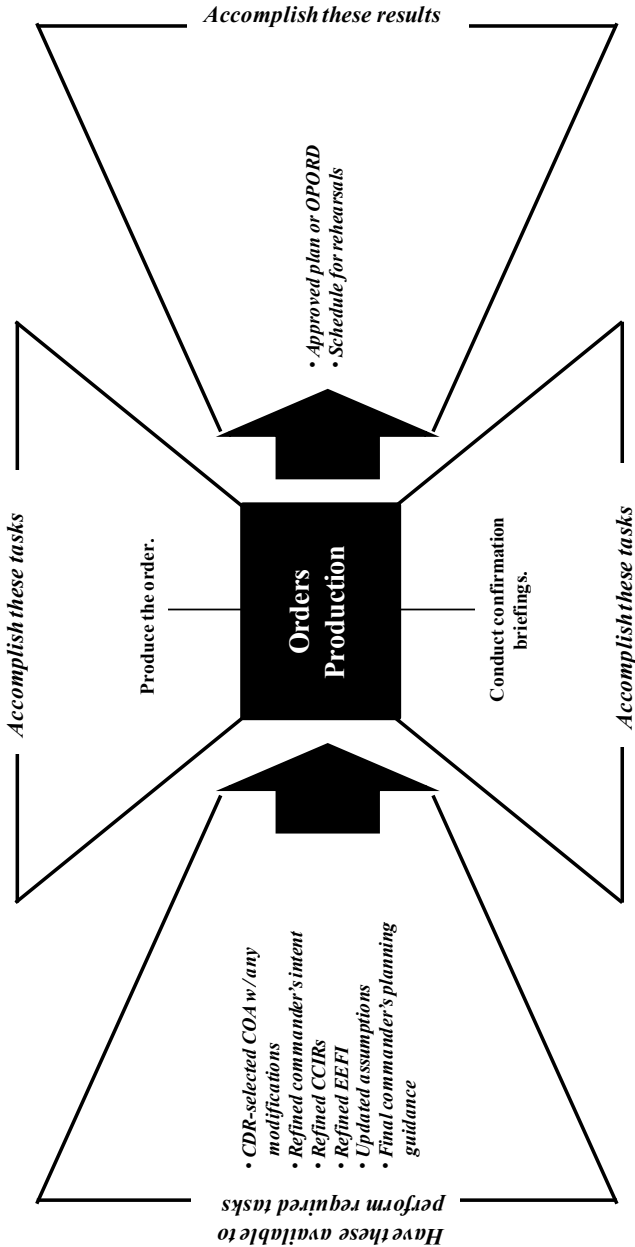 Accomplish these tasks
Have these available to
perform required tasks
• CDR-selected COA w/any
modifications
• Refined commander's intent
• Refined CCIRs
• Refined EEFI
• Updated assumptions
• Final commander's planning
guidance
Produce the order.
Orders
Production
Conduct confirmation
briefings.
• Approved plan or OPORD
• Schedule for rehearsals
Accomplish these results
Accomplish these tasks